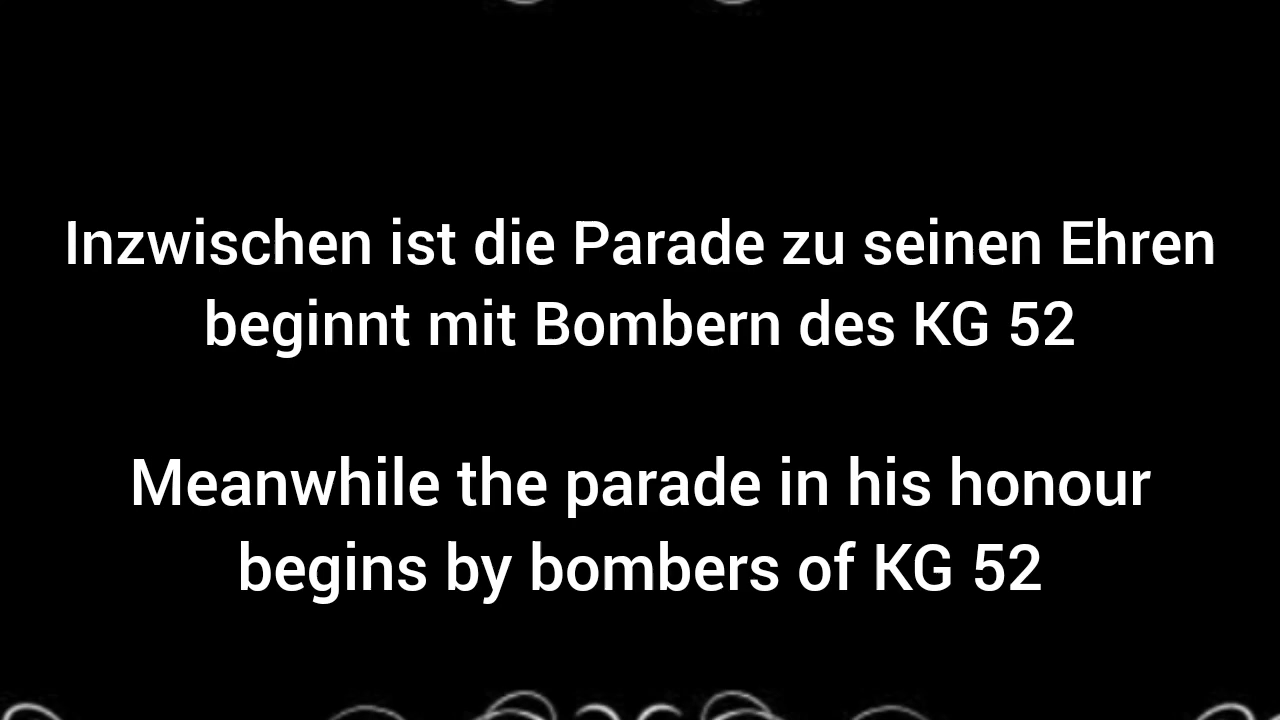 Inzwischen ist die Parade zu seinen Ehren
beginnt mit Bombern des KG 52
Meanwhile the parade in his honour
begins by bombers of KG 52